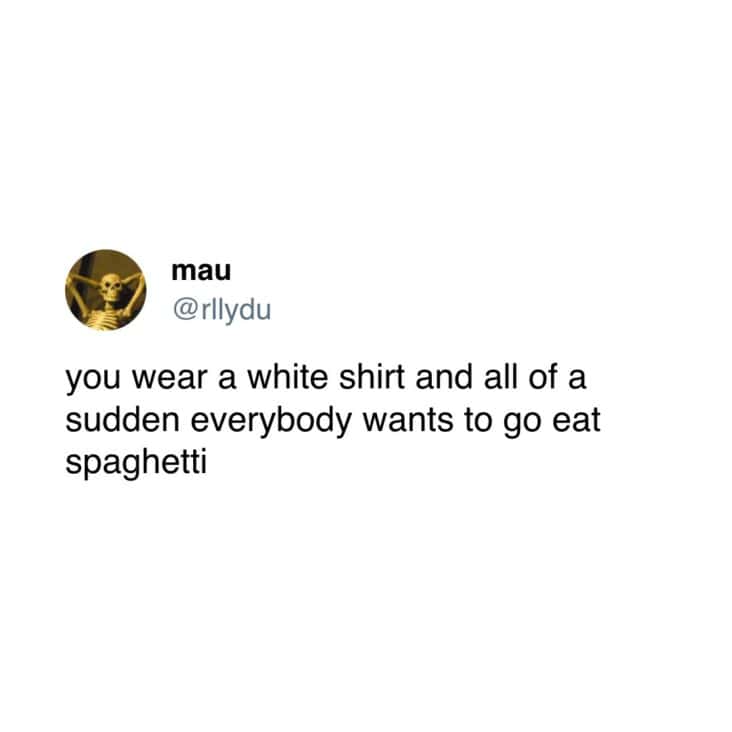 mau
@rllydu
you wear a white shirt and all of a
sudden everybody wants to go eat
spaghetti